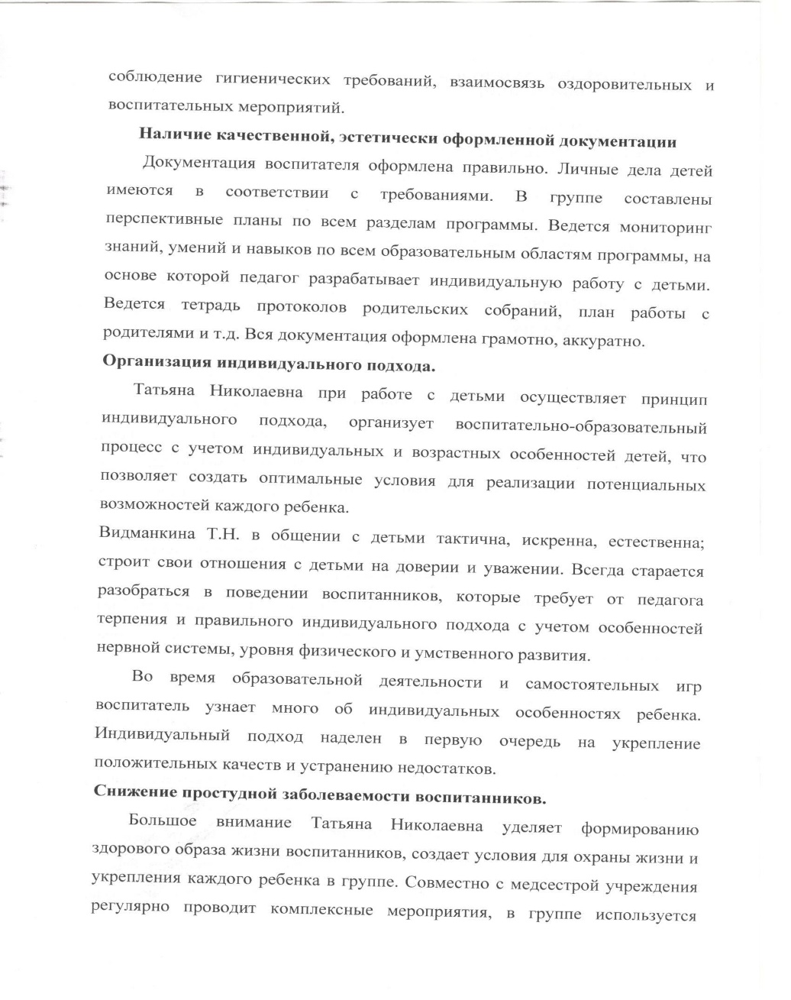 соблюдение гигиенических требований, взаимосвязь оздоровительных и
воспитательных мероприятий.
Наличие качественной, эстетически оформленной документации
Документация воспитателя оформлена правильно. Личные дела детей
имеются в соответствии с требованиями. В группе составлены
перспективные планы по всем разделам программы. Ведется мониторинг
знаний, умений и навыков по всем образовательным областям программы, на
основе которой педагог разрабатывает индивидуальную работу с детьми.
Ведется тетрадь протоколов родительских собраний, план работы с
родителями и т.д. Вся документация оформлена грамотно, аккуратно.
Организация индивидуального подхода.
Татьяна Николаевна при работе с детьми осуществляет принцип
индивидуального подхода, организует воспитательно-образовательный
процесс с учетом индивидуальных и возрастных особенностей детей, что
позволяет создать оптимальные условия для реализации потенциальных
возможностей каждого ребенка.
Видманкина Т.Н. в общении с детьми тактична, искренна, естественна;
строит свои отношения с детьми на доверии и уважении. Всегда старается
разобраться в поведении воспитанников, которые требует от педагога
терпения и правильного индивидуального подхода с учетом особенностей
нервной системы, уровня физического и умственного развития.
Во время образовательной деятельности и самостоятельных игр
воспитатель узнает много об индивидуальных особенностях ребенка.
Индивидуальный подход наделен в первую очередь на укрепление
положительных качеств и устранению недостатков.
Снижение простудной заболеваемости воспитанников.
Большое внимание Татьяна Николаевна уделяет формированию
здорового образа жизни воспитанников, создает условия для охраны жизни и
укрепления каждого ребенка в группе. Совместно с медсестрой учреждения
регулярно проводит комплексные мероприятия, в группе используется